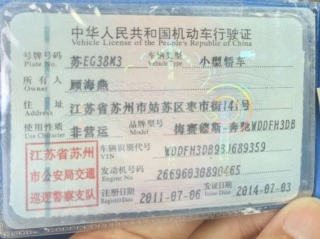 中华人民共和国机动车行驶证
Vehicle License of the People's Republic of China
号牌号码 苏EG38M3 车辆类型 小型轿车
Plate No. Vehicle Type
所有人 顾海燕
Owner
住址 江苏省苏州市姑苏区枣市街141号
Address
使用性质 非营运 品牌型号 梅赛德斯-奔驰WDDFH3DB
Use Character Model
江苏省苏州
市公安局交通
巡逻警察支队
车辆识别代号
VIN
发动机号码 26696030890465
Engine No.
注册日期 2011-07-06 发证日期 2014-07-03
Register Date Issue Date